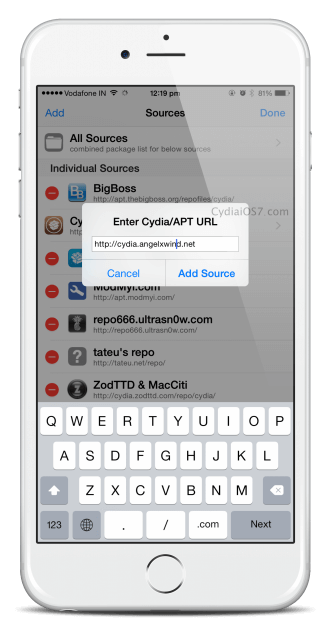 Vodafone IN 12:19 pm 81%
Add Sources Done
All Sources
combined package list for below sources
Individual Sources
BigBoss
http://apt.thebigboss.org/repofiles/cydia/
CydiaiOS7.com
Cy
Enter Cydia/APT URL
http://cydia.angelxwind.net
Cancel Add Source
ModMyi.com
http://apt.modmyi.com/
repo666.ultrasn0w.com
http://repo666.ultrasn0w.com/
tateu's repo
http://tateu.net/repo/
ZodTTD & MacCiti
http://cydia.zodttd.com/repo/cydia/
Q W E R T Y U I O P
A S D F G H J K L
Z X C V B N M
123 . / .com Next